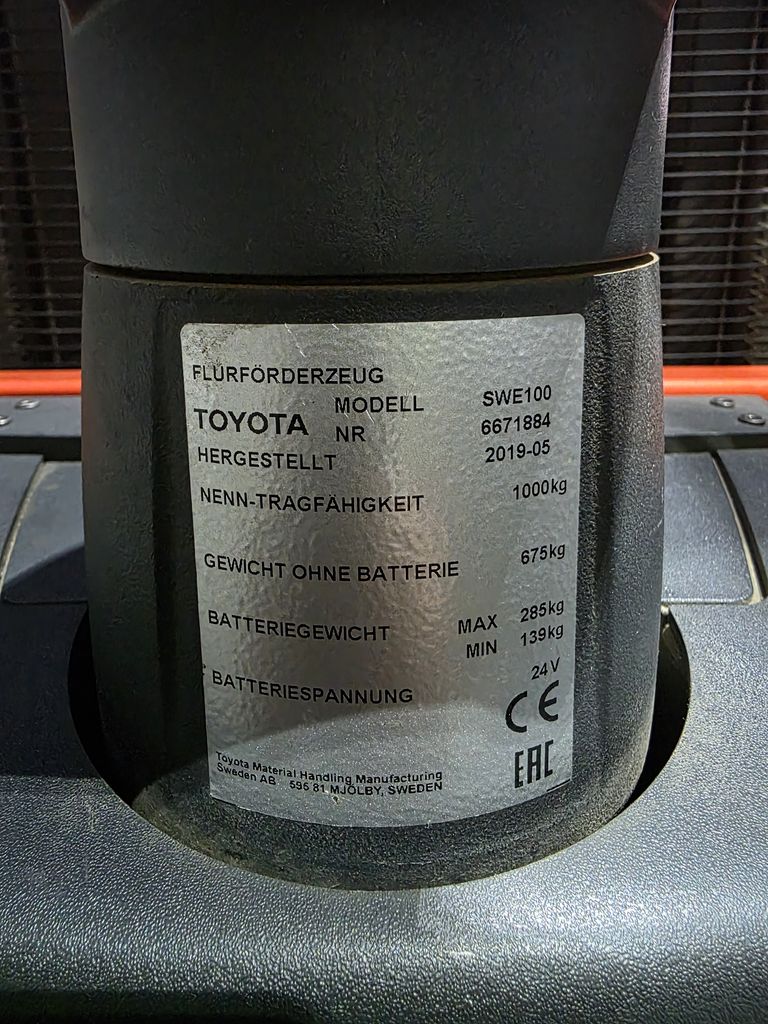 FLURFÖRDERZEUG
TOYOTA MODELL SWE100
NR 6671884
HERGESTELLT 2019-05
NENN-TRAGFÄHIGKEIT 1000kg
GEWICHT OHNE BATTERIE 675kg
BATTERIEGEWICHT MAX 285kg
MIN 139kg
BATTERIESPANNUNG 24V
CE
EAC
Toyota Material Handling Manufacturing
Sweden AB 595 81 MJÖLBY, SWEDEN